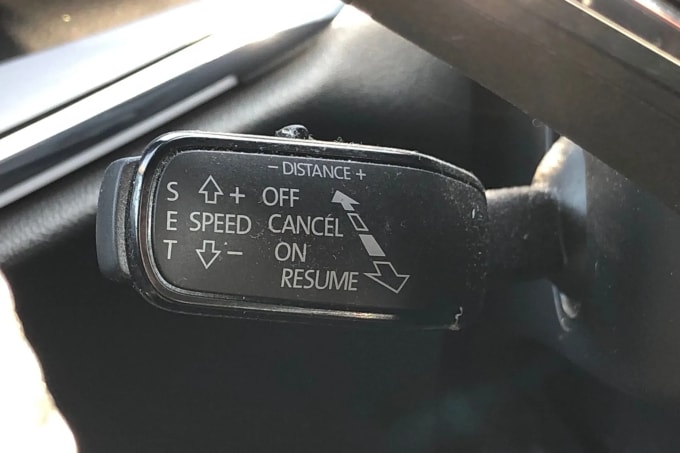 – DISTANCE +
S + OFF
E SPEED CANCEL
T – ON
RESUME